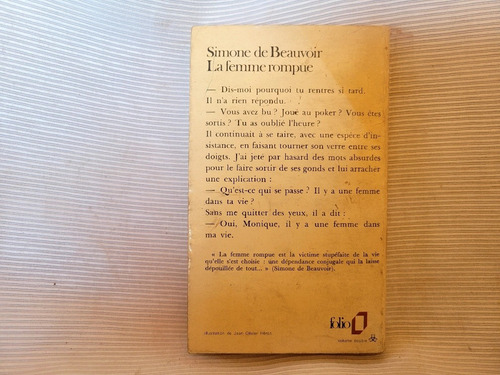 Simone de Beauvoir
La femme rompue
— Dis-moi pourquoi tu rentres si tard.
Il n'a rien répondu.
— Vous avez bu ? Joué au poker ? Vous êtes
sortis ? Tu as oublié l'heure ?
Il continuait à se taire, avec une espèce d'in-
sistance, en faisant tourner son verre entre ses
doigts. J'ai jeté par hasard des mots absurdes
pour le faire sortir de ses gonds et lui arracher
une explication :
— Qu'est-ce qui se passe ? Il y a une femme
dans ta vie ?
Sans me quitter des yeux, il a dit :
— Oui, Monique, il y a une femme dans
ma vie.
« La femme rompue est la victime stupéfaite de la vie
qu'elle s'est choisie : une dépendance conjugale qui la laisse
dépouillée de tout... » (Simone de Beauvoir).
folio
Illustration de
volume double